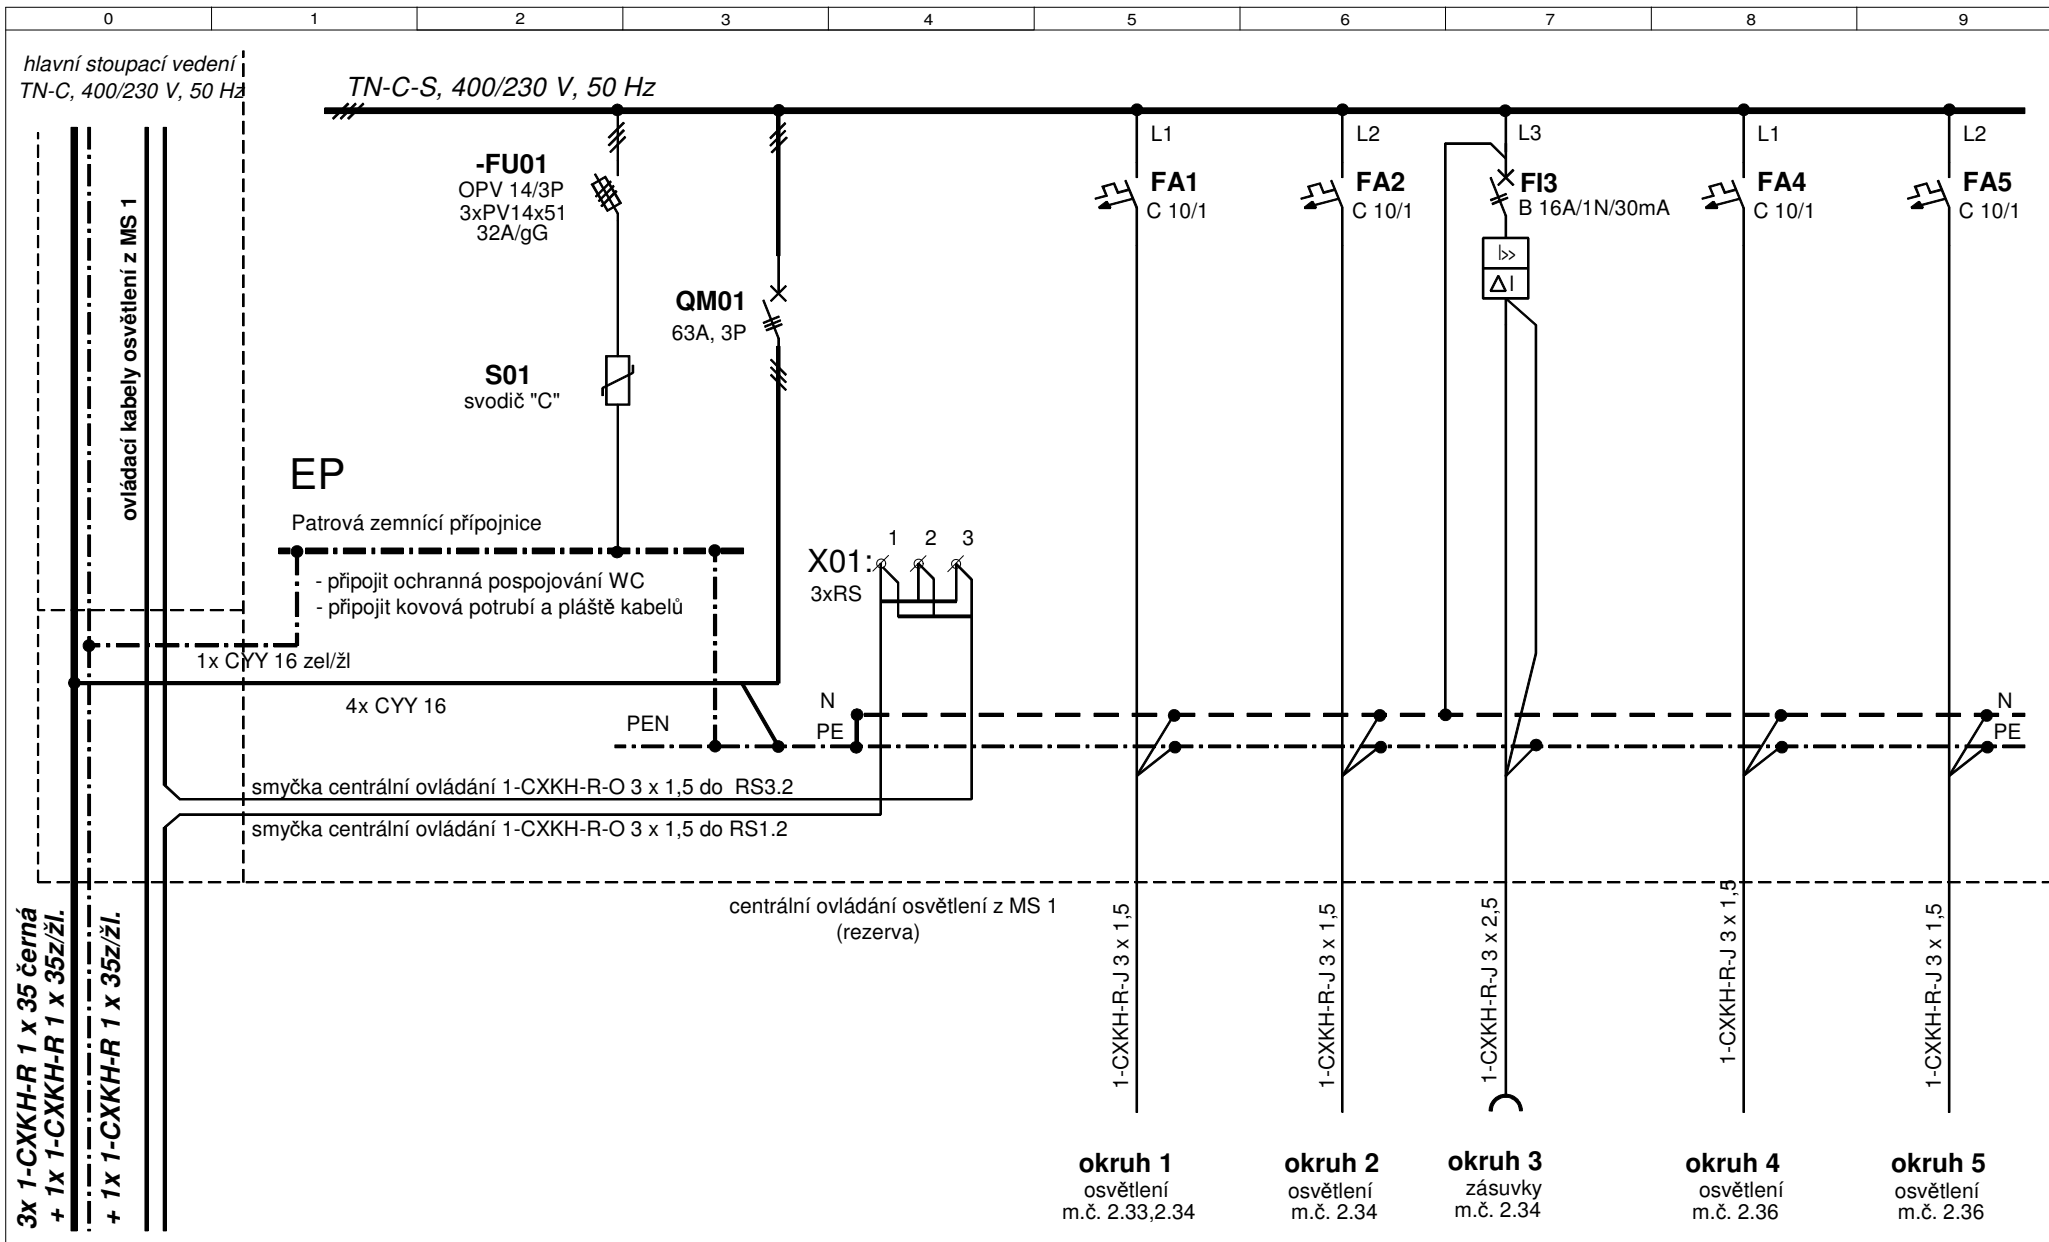 0 1 2 3 4 5 6 7 8 9
hlavní stoupací vedení
TN-C, 400/230 V, 50 Hz
TN-C-S, 400/230 V, 50 Hz
ovládací kabely osvětlení z MS 1
-FU01
OPV 14/3P
3xPV14x51
32A/gG
S01
svodič "C"
QM01
63A, 3P
L1
FA1
C 10/1
L2
FA2
C 10/1
L3
FI3
B 16A/1N/30mA
I>>
ΔI
L1
FA4
C 10/1
L2
FA5
C 10/1
EP
Patrová zemnící přípojnice
- připojit ochranná pospojování WC
- připojit kovová potrubí a pláště kabelů
1x CYY 16 zel/žl
4x CYY 16
X01:
3xRS
1 2 3
PEN
N
PE
N
PE
smyčka centrální ovládání 1-CXKH-R-O 3 x 1,5 do RS3.2
smyčka centrální ovládání 1-CXKH-R-O 3 x 1,5 do RS1.2
centrální ovládání osvětlení z MS 1
(rezerva)
3x 1-CXKH-R 1 x 35 černá
+ 1x 1-CXKH-R 1 x 35z/žl.
+ 1x 1-CXKH-R 1 x 35z/žl.
1-CXKH-R-J 3 x 1,5
1-CXKH-R-J 3 x 1,5
1-CXKH-R-J 3 x 2,5
1-CXKH-R-J 3 x 1,5
1-CXKH-R-J 3 x 1,5
okruh 1
osvětlení
m.č. 2.33,2.34
okruh 2
osvětlení
m.č. 2.34
okruh 3
zásuvky
m.č. 2.34
okruh 4
osvětlení
m.č. 2.36
okruh 5
osvětlení
m.č. 2.36